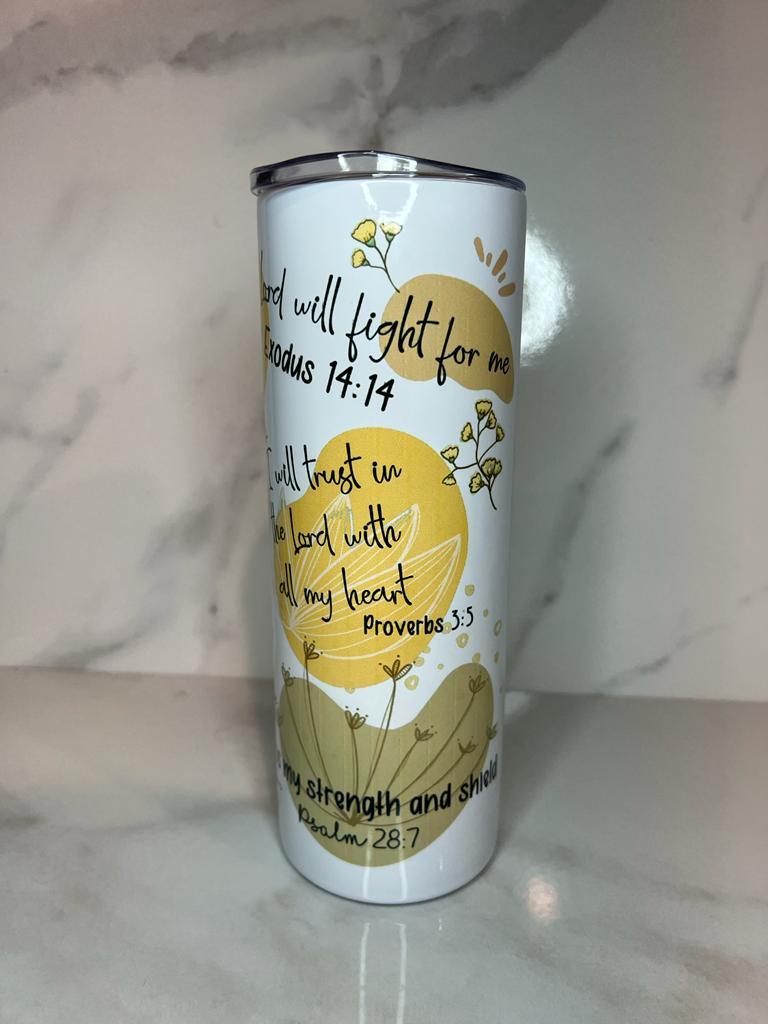 Lord will fight for me
Exodus 14:14
I will trust in
the Lord with
all my heart
Proverbs 3:5
my strength and shield
Psalm 28:7